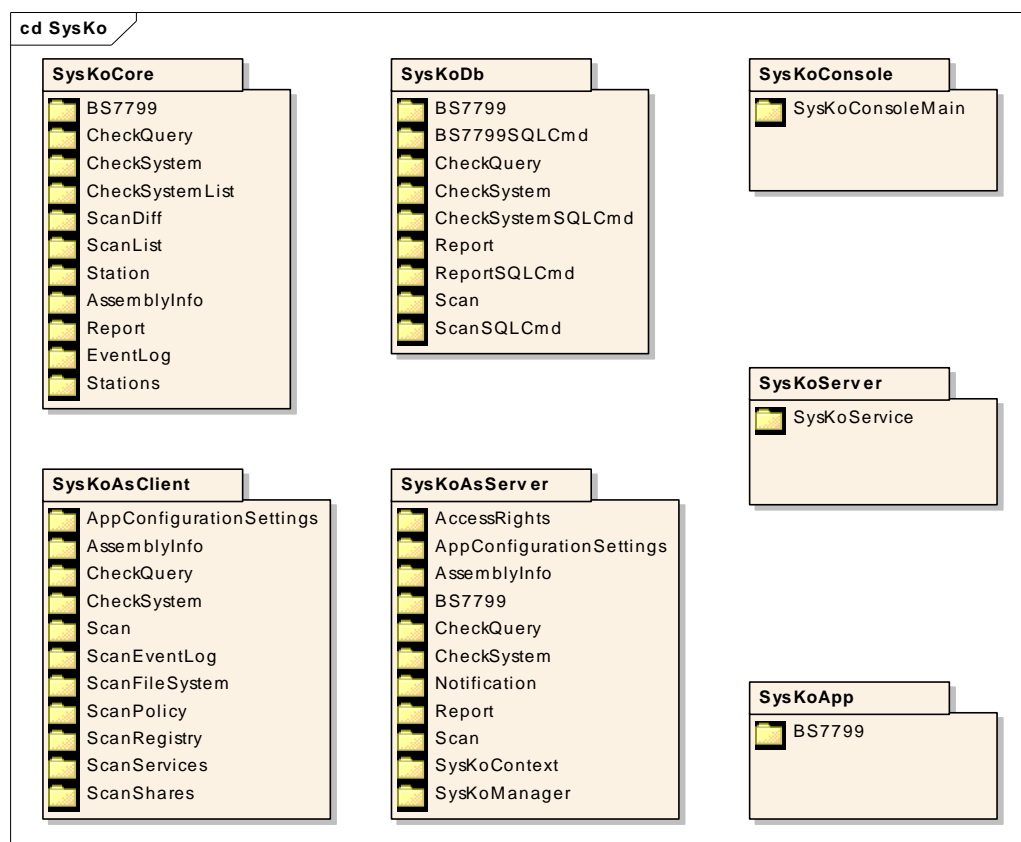 cd SysKo
SysKoCore
BS7799
CheckQuery
CheckSystem
CheckSystemList
ScanDiff
ScanList
Station
AssemblyInfo
Report
EventLog
Stations
SysKoDb
BS7799
BS7799SQLCmd
CheckQuery
CheckSystem
CheckSystemSQLCmd
Report
ReportSQLCmd
Scan
ScanSQLCmd
SysKoConsole
SysKoConsoleMain
SysKoServer
SysKoService
SysKoAsClient
AppConfigurationSettings
AssemblyInfo
CheckQuery
CheckSystem
Scan
ScanEventLog
ScanFileSystem
ScanPolicy
ScanRegistry
ScanServices
ScanShares
SysKoAsServer
AccessRights
AppConfigurationSettings
AssemblyInfo
BS7799
CheckQuery
CheckSystem
Notification
Report
Scan
SysKoContext
SysKoManager
SysKoApp
BS7799